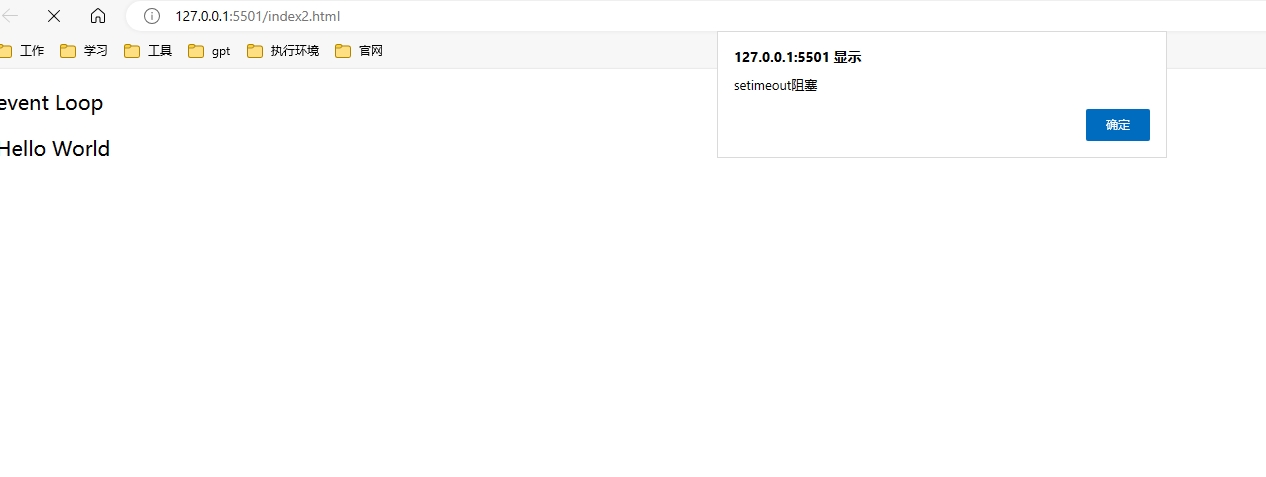 127.0.0.1:5501/index2.html
工作 学习 工具 gpt 执行环境 官网
127.0.0.1:5501 显示
setimeout阻塞
确定
event Loop
Hello World